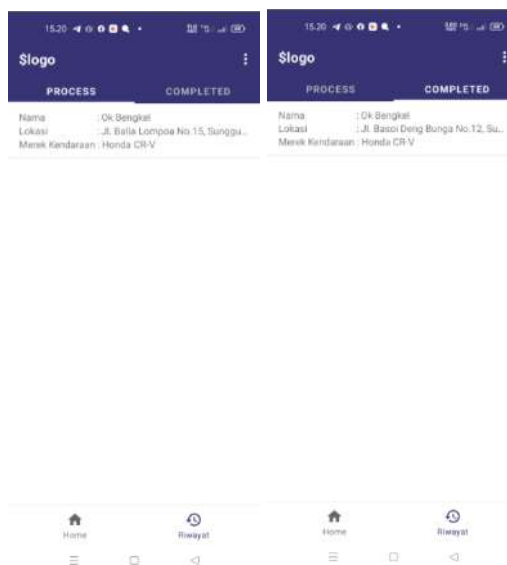 15.20
$logo
PROCESS COMPLETED
Nama : Ok Bengkel
Lokasi : Jl. Balla Lompoa No.15, Sunggu...
Merek Kendaraan : Honda CR-V
Home Riwayat
15.20
$logo
PROCESS COMPLETED
Nama : Ok Bengkel
Lokasi : Jl. Basoi Deng Bunga No.12, Su...
Merek Kendaraan : Honda CR-V
Home Riwayat